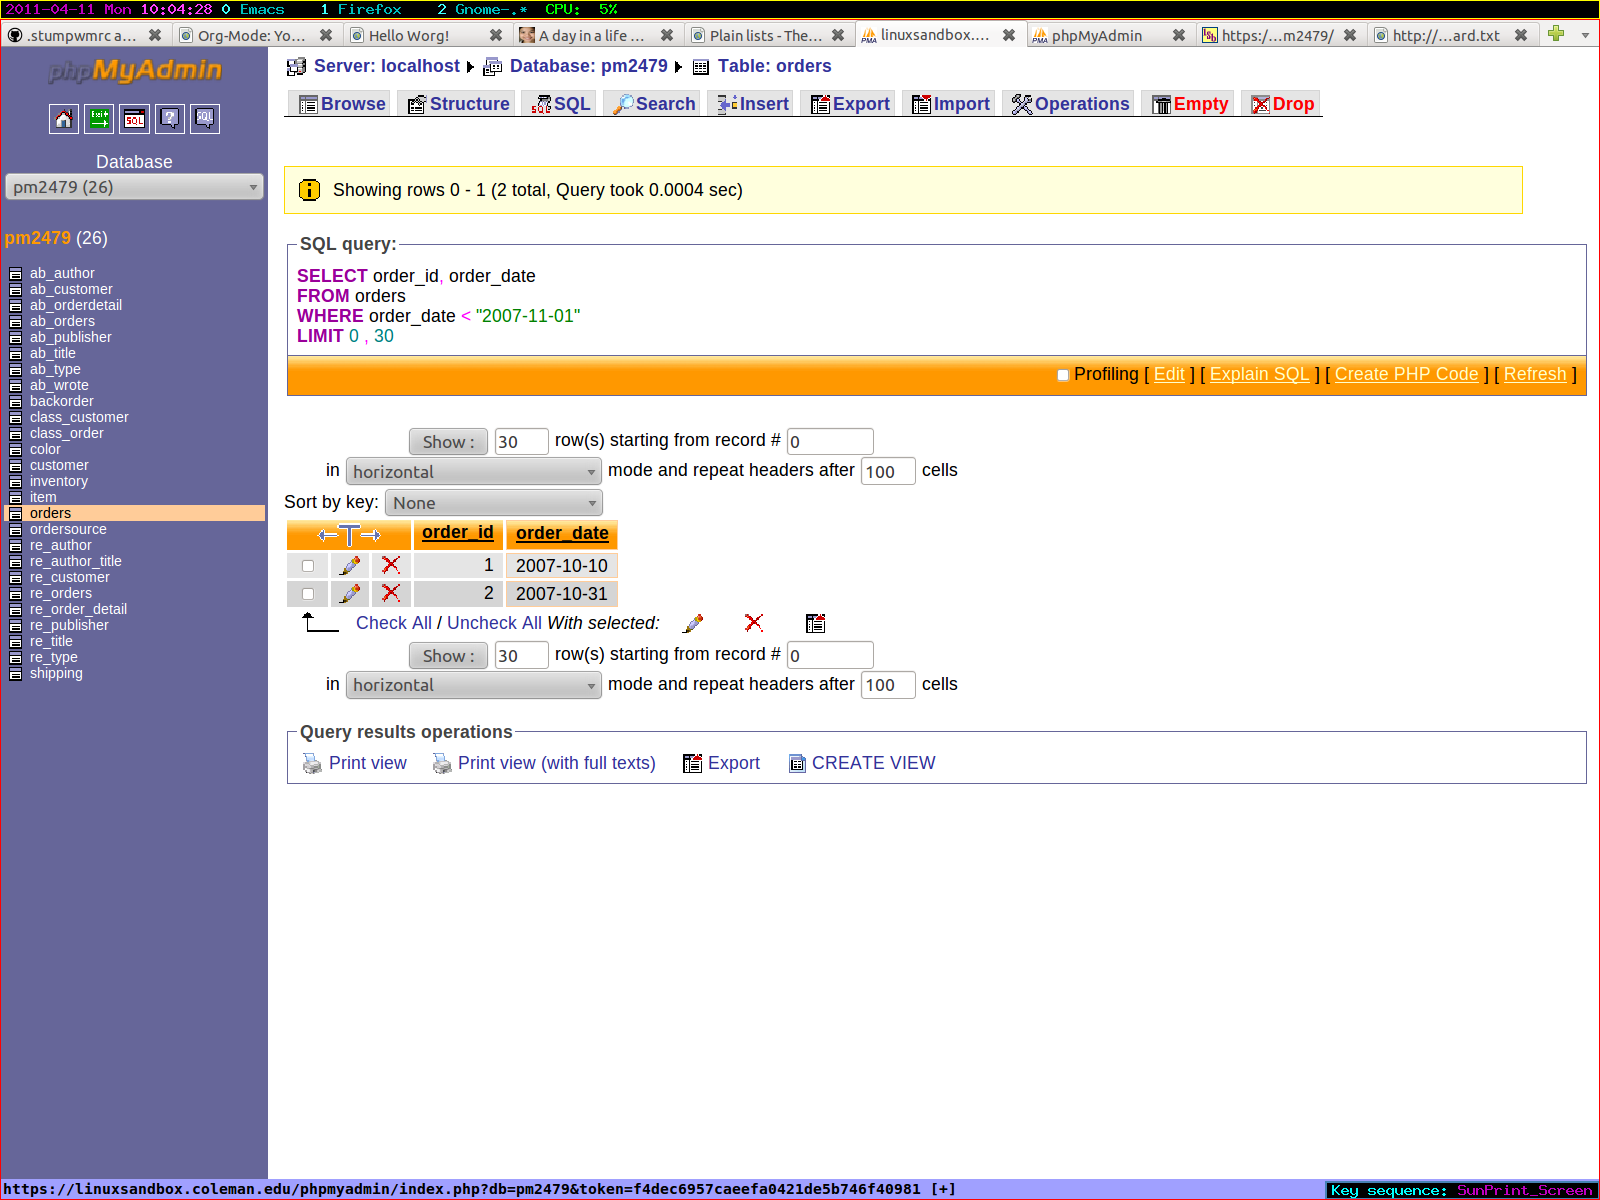 2011-04-11 Mon 10:04:28 0 Emacs 1 Firefox 2 Gnome-.* CPU: 5%
.stumpwmrc a... Org-Mode: Yo... Hello Worg! A day in a life ... Plain lists - The... linuxsandbox.... phpMyAdmin https:/...m2479/ http://...ard.txt
phpMyAdmin
Database
pm2479 (26)
pm2479 (26)
ab_author
ab_customer
ab_orderdetail
ab_orders
ab_publisher
ab_title
ab_type
ab_wrote
backorder
class_customer
class_order
color
customer
inventory
item
orders
ordersource
re_author
re_author_title
re_customer
re_orders
re_order_detail
re_publisher
re_title
re_type
shipping
Server: localhost Database: pm2479 Table: orders
Browse Structure SQL Search Insert Export Import Operations Empty Drop
Showing rows 0 - 1 (2 total, Query took 0.0004 sec)
SQL query:
SELECT order_id, order_date
FROM orders
WHERE order_date < "2007-11-01"
LIMIT 0 , 30
Profiling [ Edit ] [ Explain SQL ] [ Create PHP Code ] [ Refresh ]
Show : 30 row(s) starting from record # 0
in horizontal mode and repeat headers after 100 cells
Sort by key: None
order_id order_date
1 2007-10-10
2 2007-10-31
Check All / Uncheck All With selected:
Show : 30 row(s) starting from record # 0
in horizontal mode and repeat headers after 100 cells
Query results operations
Print view Print view (with full texts) Export CREATE VIEW
https://linuxsandbox.coleman.edu/phpmyadmin/index.php?db=pm2479&token=f4dec6957caeefa0421de5b746f40981 [+]
Key sequence: SunPrint_Screen